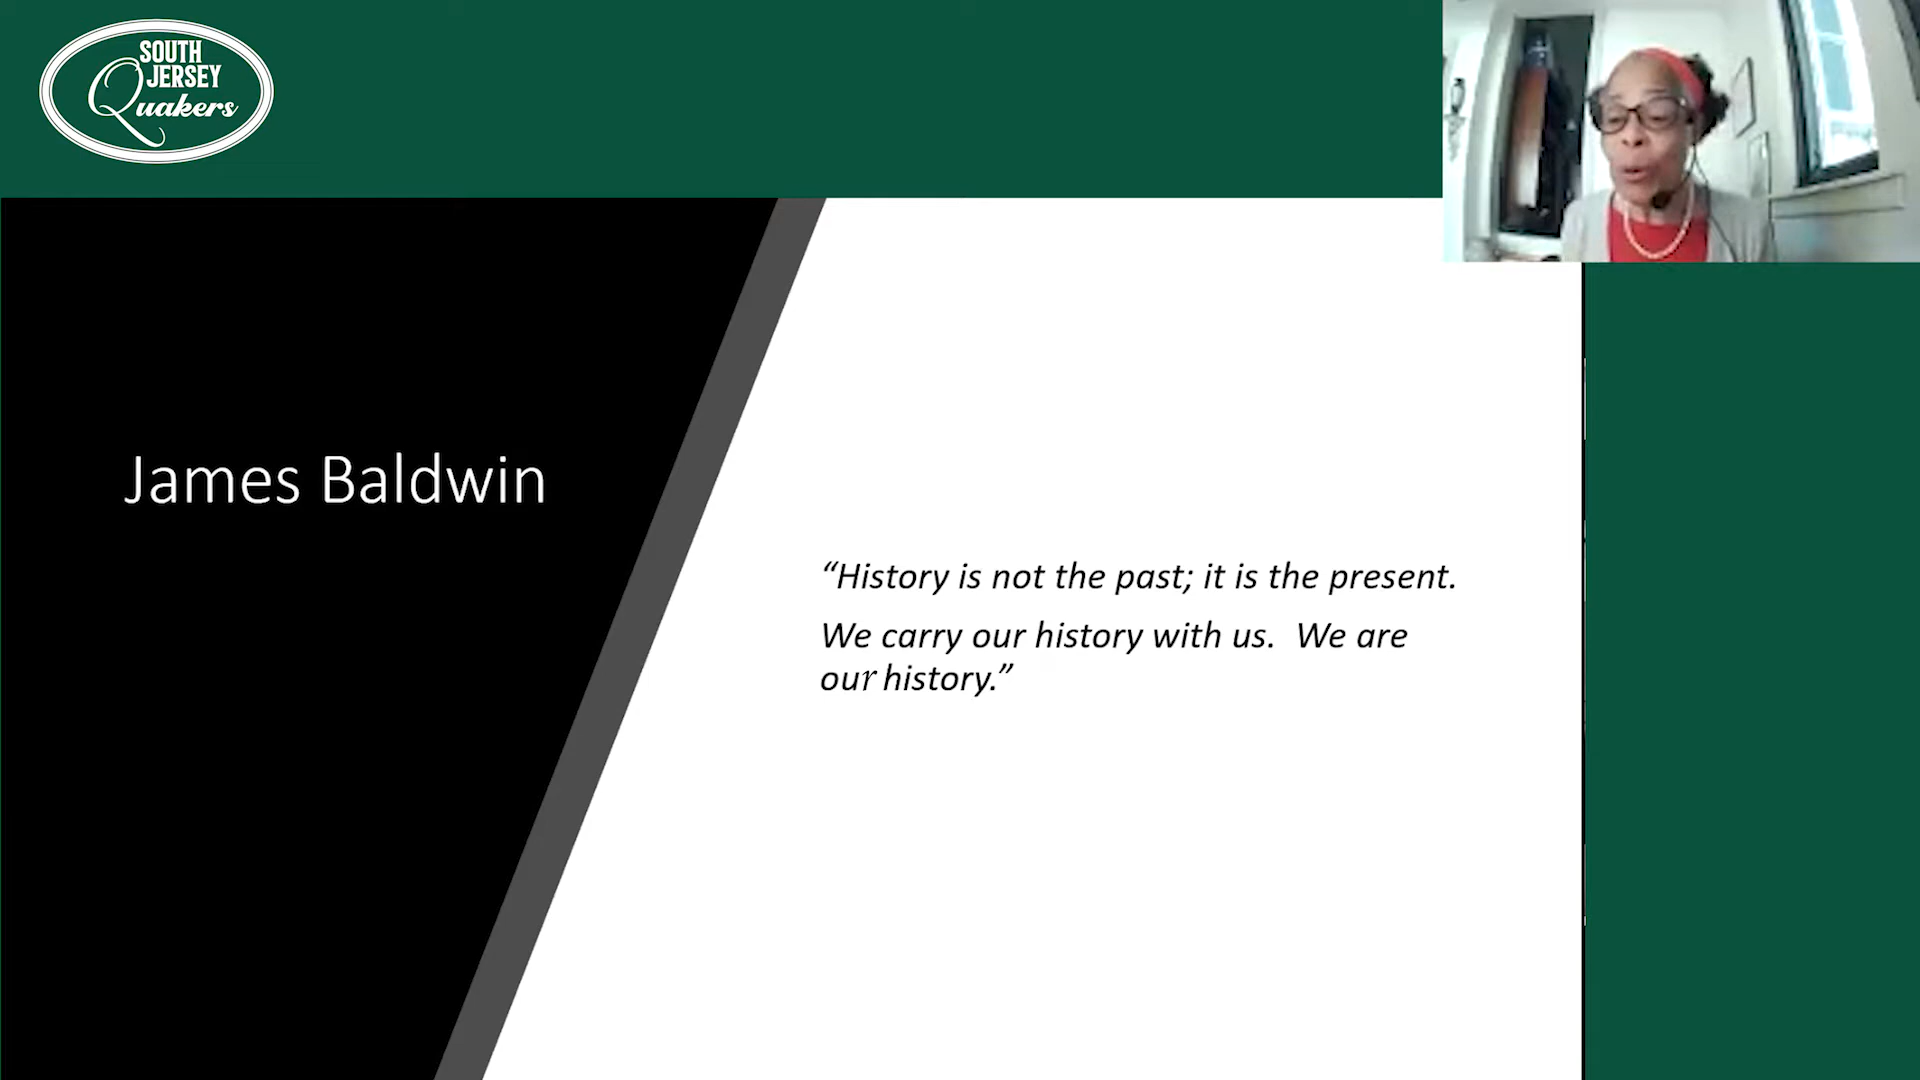 SOUTH
JERSEY
Quakers
James Baldwin
“History is not the past; it is the present.
We carry our history with us.  We are
our history.”